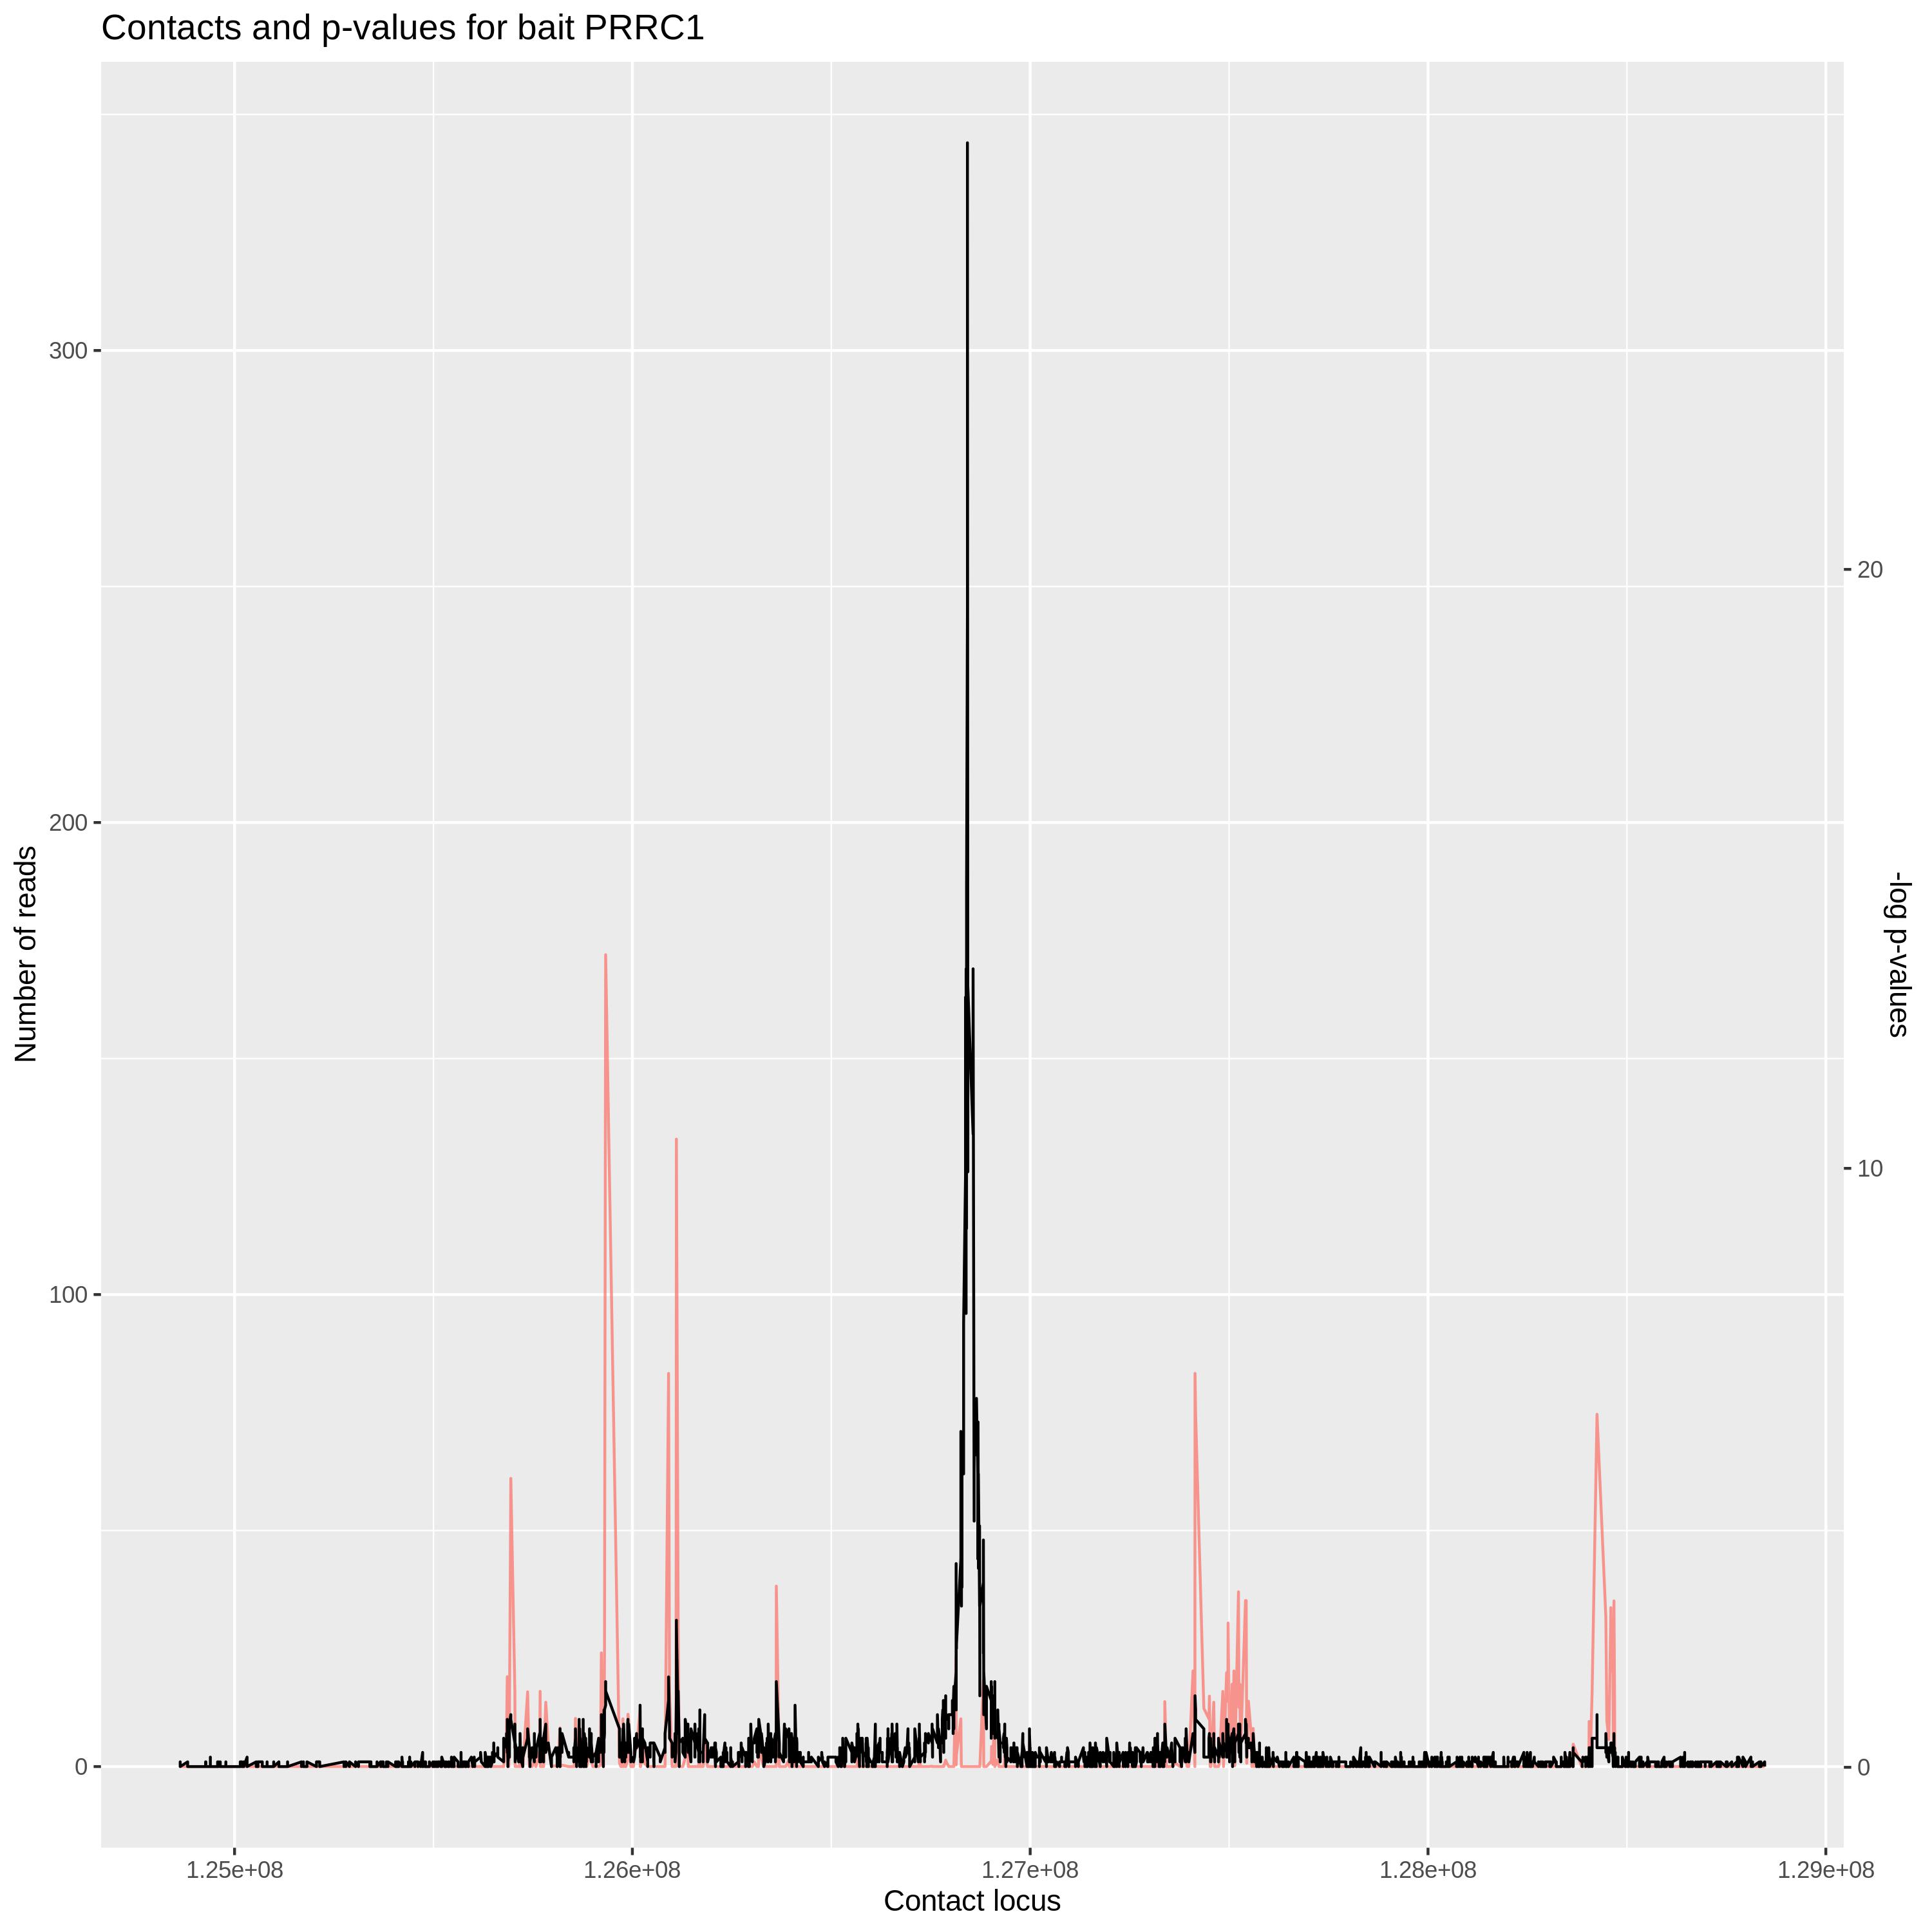 Contacts and p-values for bait PRRC1
Number of reads
300
200
100
0
20
10
0
-log p-values
1.25e+08
1.26e+08
1.27e+08
1.28e+08
1.29e+08
Contact locus